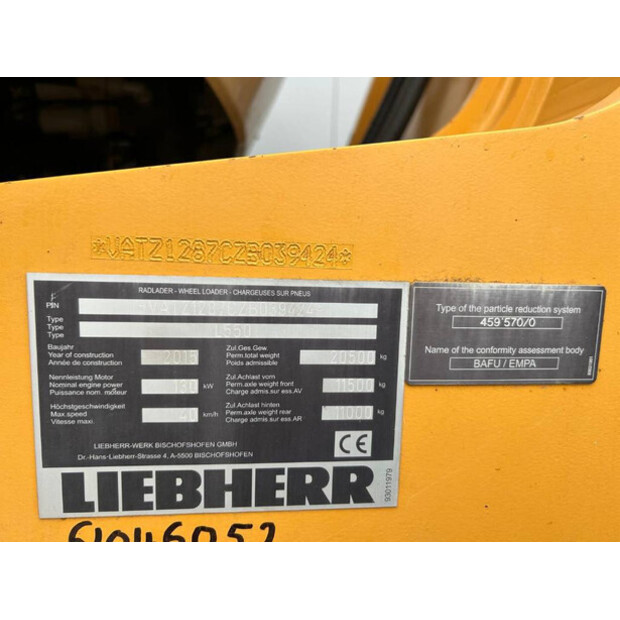 *VATZ1287CZB039424*
RADLADER - WHEEL LOADER - CHARGEUSES SUR PNEUS
PIN
Type
Type L550
Baujahr
Year of construction 2015
Année de construction
Zul.Ges.Gew.
Perm.total weight 20500 kg
Poids admissible
Nennleistung Motor
Nominal engine power kW
Puissance nom. moteur
Zul.Achlast vorn
Perm.axle weight front 11500 kg
Charge admis.sur ess.AV
Höchstgeschwindigkeit
Max.speed 40 km/h
Vitesse maxi.
Zul.Achlast hinten
Perm.axle weight rear 11000 kg
Charge admis.sur ess.AR
LIEBHERR-WERK BISCHOFSHOFEN GMBH
Dr.-Hans-Liebherr-Strasse 4, A-5500 BISCHOFSHOFEN
CE
LIEBHERR
93011979
Type of the particle reduction system
459'570/0
Name of the conformity assessment body
BAFU / EMPA